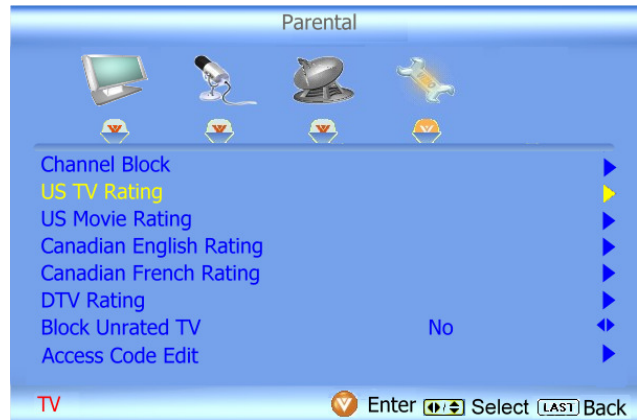 Parental
Channel Block
US TV Rating
US Movie Rating
Canadian English Rating
Canadian French Rating
DTV Rating
Block Unrated TV No
Access Code Edit
TV Enter Select LAST Back